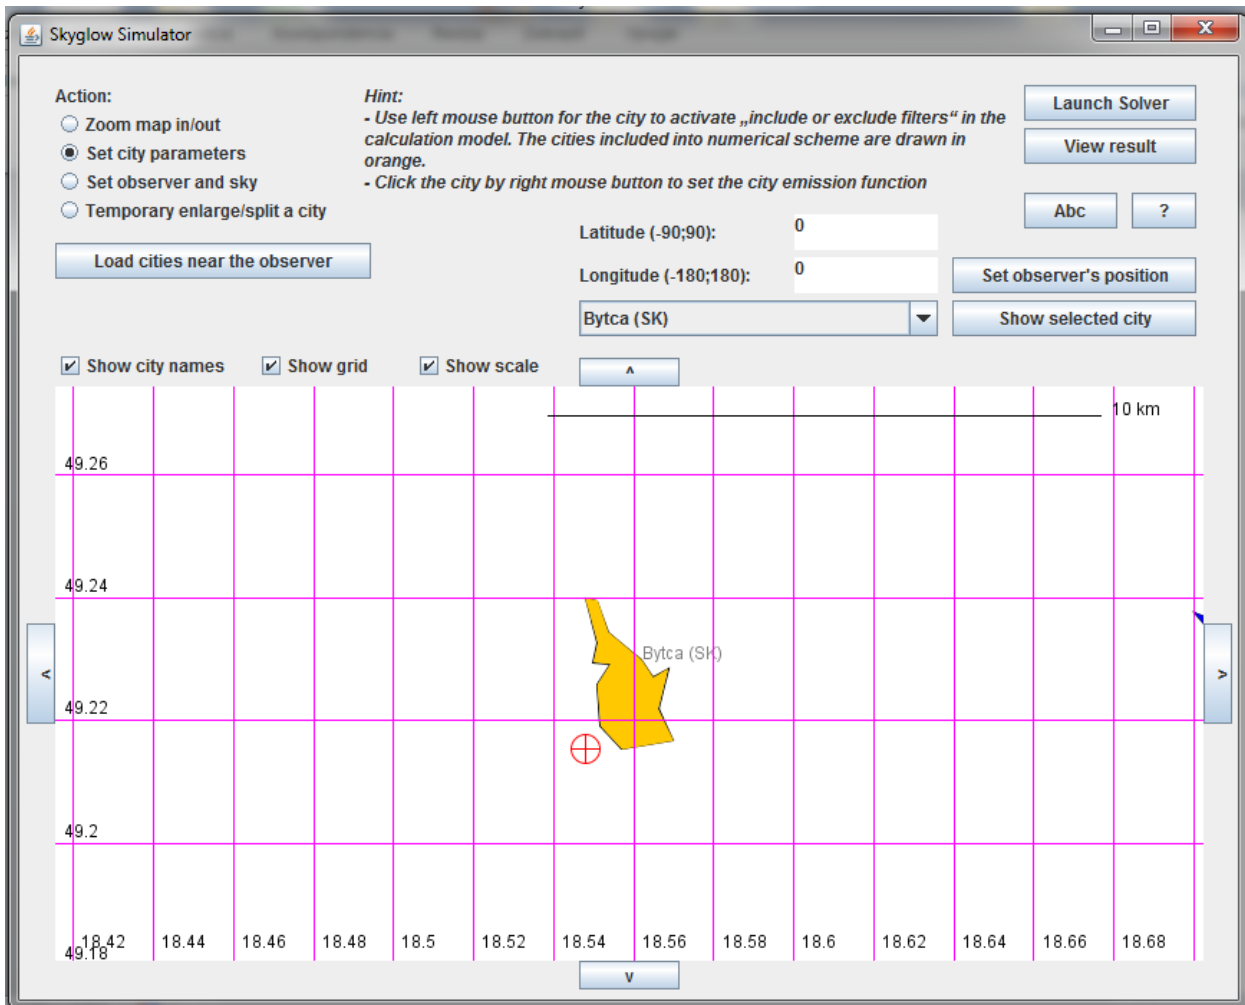 Skyglow Simulator
Action:
Zoom map in/out
Set city parameters
Set observer and sky
Temporary enlarge/split a city
Load cities near the observer
Hint:
- Use left mouse button for the city to activate „include or exclude filters“ in the
calculation model. The cities included into numerical scheme are drawn in
orange.
- Click the city by right mouse button to set the city emission function
Launch Solver
View result
Abc ?
Latitude (-90;90): 0
Longitude (-180;180): 0
Set observer's position
Bytca (SK)
Show selected city
Show city names Show grid Show scale ^
10 km
49.26
49.24
Bytca (SK)
< >
49.22
49.2
49.18
18.42 18.44 18.46 18.48 18.5 18.52 18.54 18.56 18.58 18.6 18.62 18.64 18.66 18.68
v